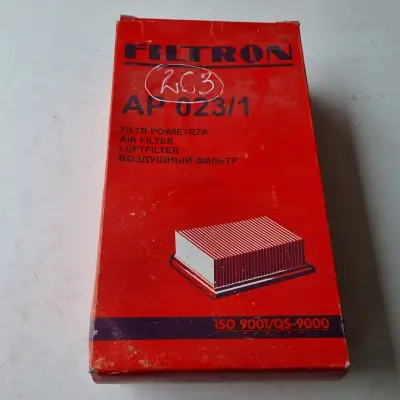 FILTRON
263
AP 023/1
FILTR POWIETRZA
AIR FILTER
LUFTFILTER
ВОЗДУШНЫЙ ФИЛЬТР
ISO 9001/QS-9000